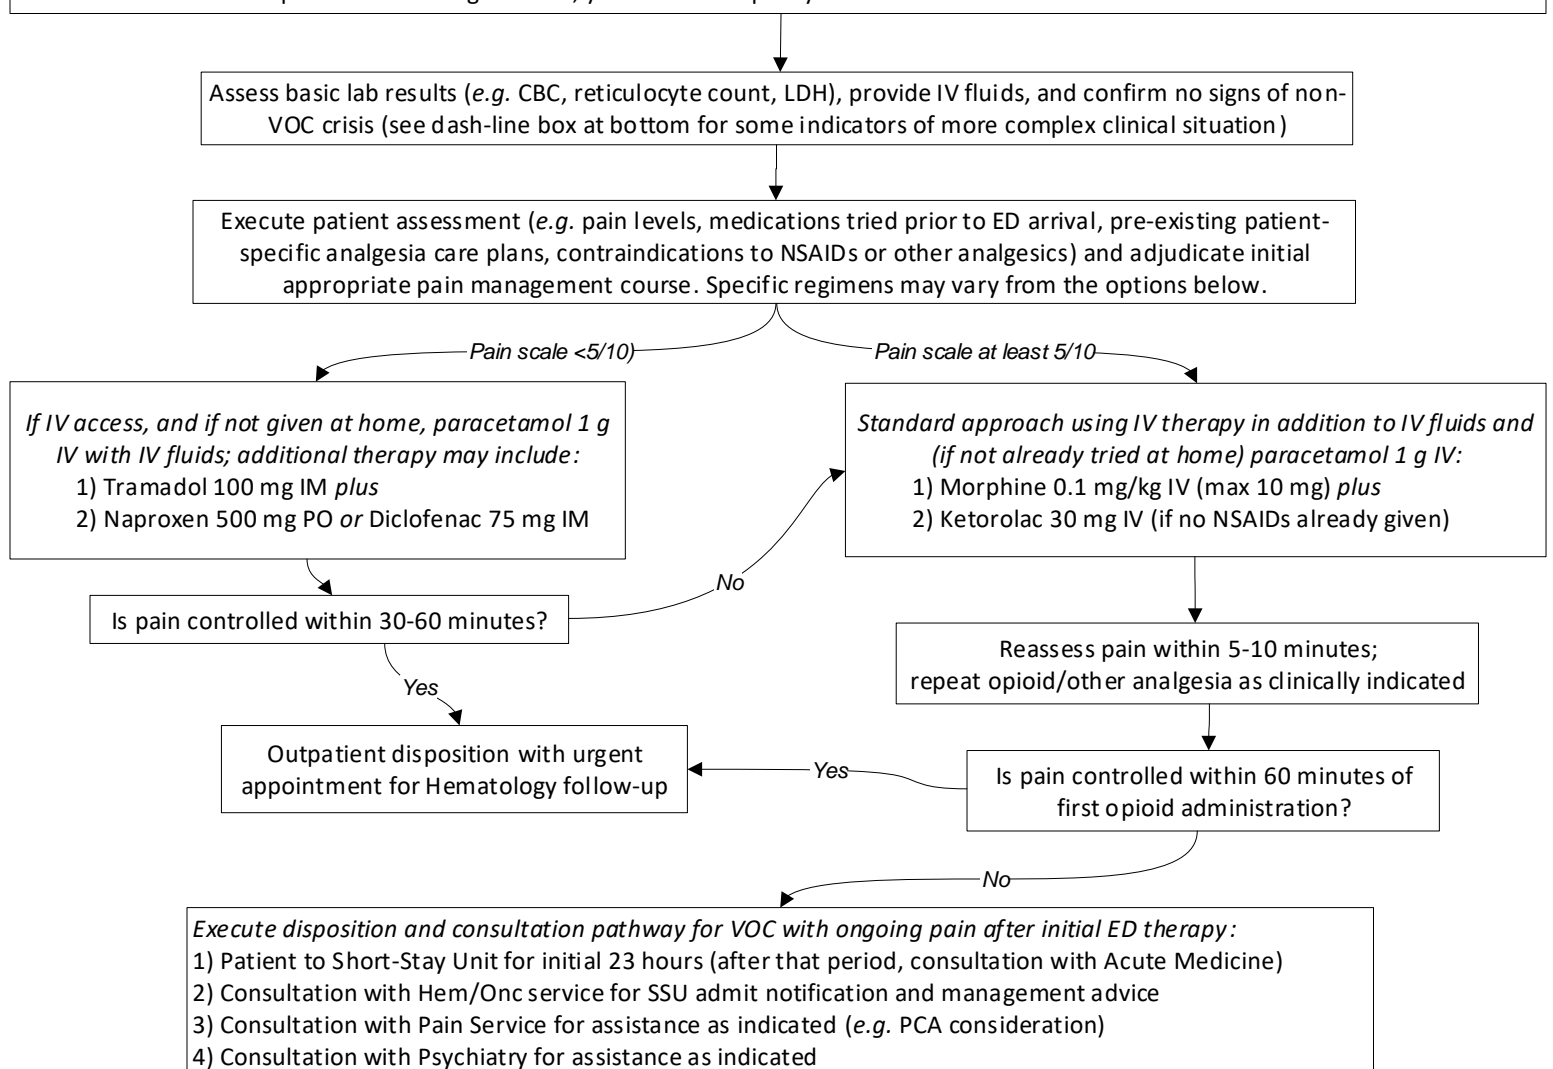 Assess basic lab results (e.g. CBC, reticulocyte count, LDH), provide IV fluids, and confirm no signs of non-
VOC crisis (see dash-line box at bottom for some indicators of more complex clinical situation)
Execute patient assessment (e.g. pain levels, medications tried prior to ED arrival, pre-existing patient-
specific analgesia care plans, contraindications to NSAIDs or other analgesics) and adjudicate initial
appropriate pain management course. Specific regimens may vary from the options below.
Pain scale <5/10)
Pain scale at least 5/10
If IV access, and if not given at home, paracetamol 1 g
IV with IV fluids; additional therapy may include:
1) Tramadol 100 mg IM plus
2) Naproxen 500 mg PO or Diclofenac 75 mg IM
Standard approach using IV therapy in addition to IV fluids and
(if not already tried at home) paracetamol 1 g IV:
1) Morphine 0.1 mg/kg IV (max 10 mg) plus
2) Ketorolac 30 mg IV (if no NSAIDs already given)
No
Is pain controlled within 30-60 minutes?
Reassess pain within 5-10 minutes;
repeat opioid/other analgesia as clinically indicated
Yes
Outpatient disposition with urgent
appointment for Hematology follow-up
Yes
Is pain controlled within 60 minutes of
first opioid administration?
No
Execute disposition and consultation pathway for VOC with ongoing pain after initial ED therapy:
1) Patient to Short-Stay Unit for initial 23 hours (after that period, consultation with Acute Medicine)
2) Consultation with Hem/Onc service for SSU admit notification and management advice
3) Consultation with Pain Service for assistance as indicated (e.g. PCA consideration)
4) Consultation with Psychiatry for assistance as indicated